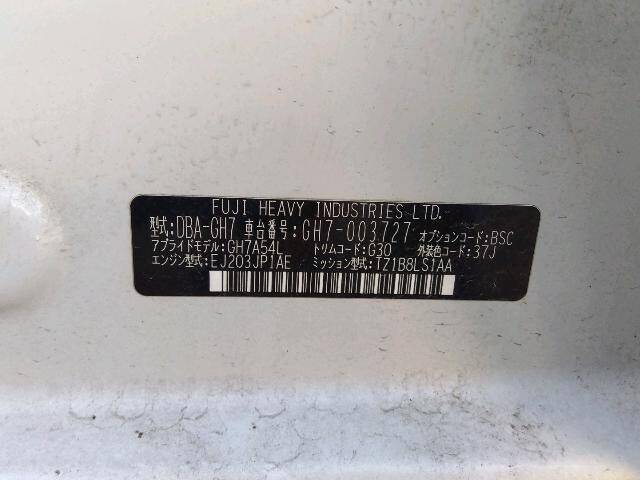 FUJI HEAVY INDUSTRIES LTD.
型式:DBA-GH7 車台番号:GH7-003727 オプションコード:BSC
アプライドモデル:GH7A54L トリムコード:G30 外装色コード:37J
エンジン型式:EJ203JP1AE ミッション型式:TZ1B8LS1AA